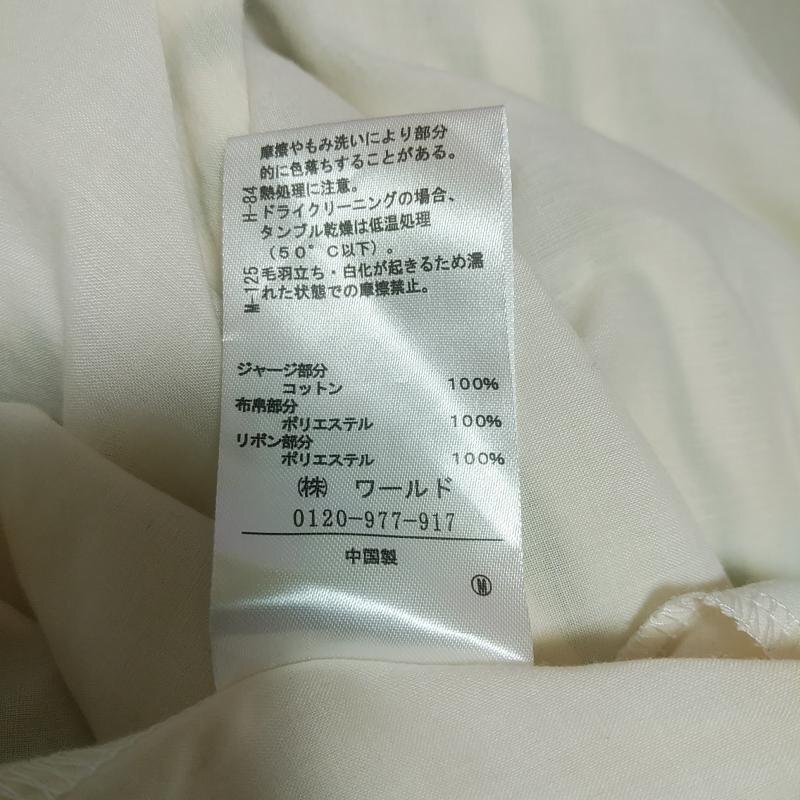 摩擦やもみ洗いにより部分
的に色落ちすることがある。
H-84
熱処理に注意。
ドライクリーニングの場合、
タンブル乾燥は低温処理
（５０°Ｃ以下）。
M-125
毛羽立ち・白化が起きるため濡
れた状態での摩擦禁止。
ジャージ部分
コットン 100%
布帛部分
ポリエステル 100%
リボン部分
ポリエステル 100%
㈱ ワールド
0120-977-917
中国製
Ⓜ